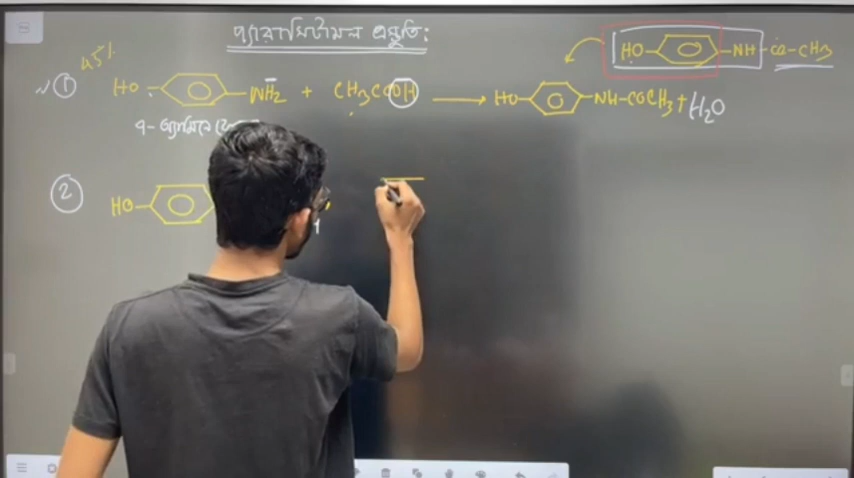 প্যারাসিটামল প্রস্তুতি:
HO NH CO-CH3
45%
① HO NH2 + CH3COOH → HO NH-COCH3 + H2O
② HO